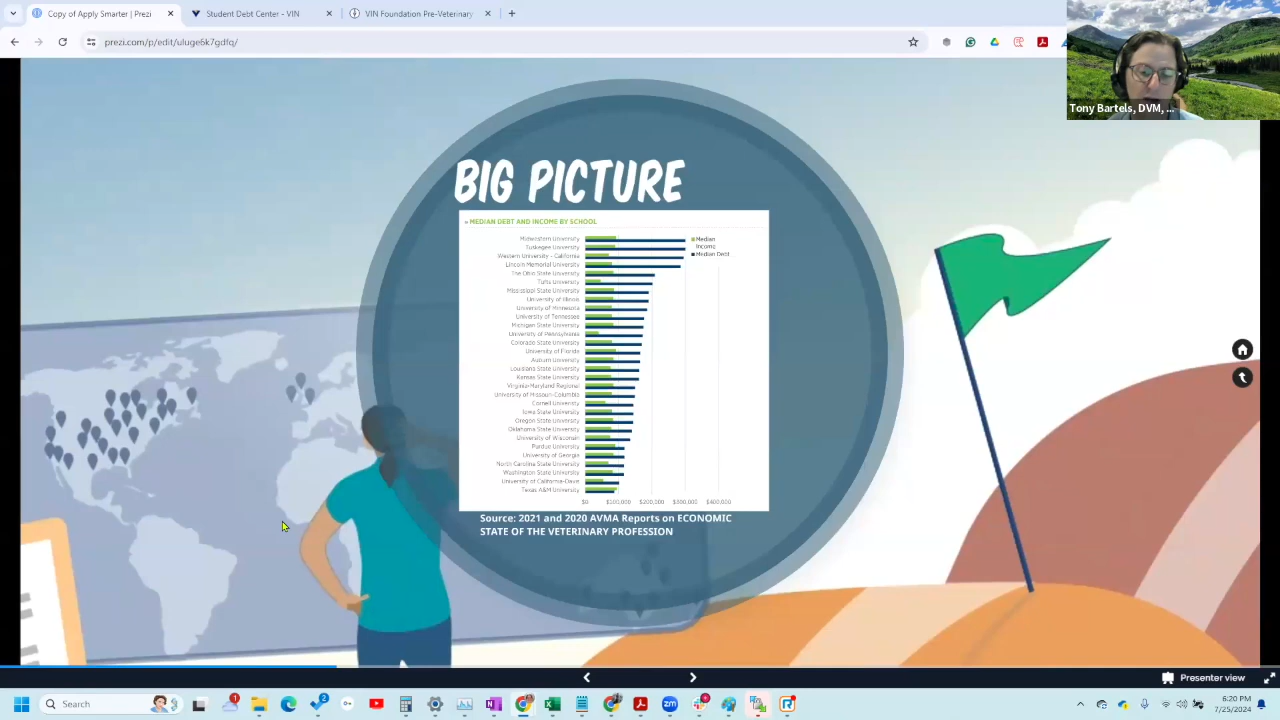 Copy of Apply Smarter | Prezi
Student Debt Center - VIN
VIN Foundation Pre-Veterinary
prezi.com/p/edit/uluge6k7gdfq/
Tony Bartels, DVM, ...
BIG PICTURE
» MEDIAN DEBT AND INCOME BY SCHOOL
Median
Income
Median Debt
Midwestern University
Tuskegee University
Western University - California
Lincoln Memorial University
The Ohio State University
Tufts University
Mississippi State University
University of Illinois
University of Minnesota
University of Tennessee
Michigan State University
University of Pennsylvania
Colorado State University
University of Florida
Auburn University
Louisiana State University
Kansas State University
Virginia-Maryland Regional
University of Missouri-Columbia
Cornell University
Iowa State University
Oregon State University
Oklahoma State University
University of Wisconsin
Purdue University
University of Georgia
North Carolina State University
Washington State University
University of California-Davis
Texas A&M University
$0 $100,000 $200,000 $300,000 $400,000
Source: 2021 and 2020 AVMA Reports on ECONOMIC
STATE OF THE VETERINARY PROFESSION
Presenter view
Search
6:20 PM
7/25/2024